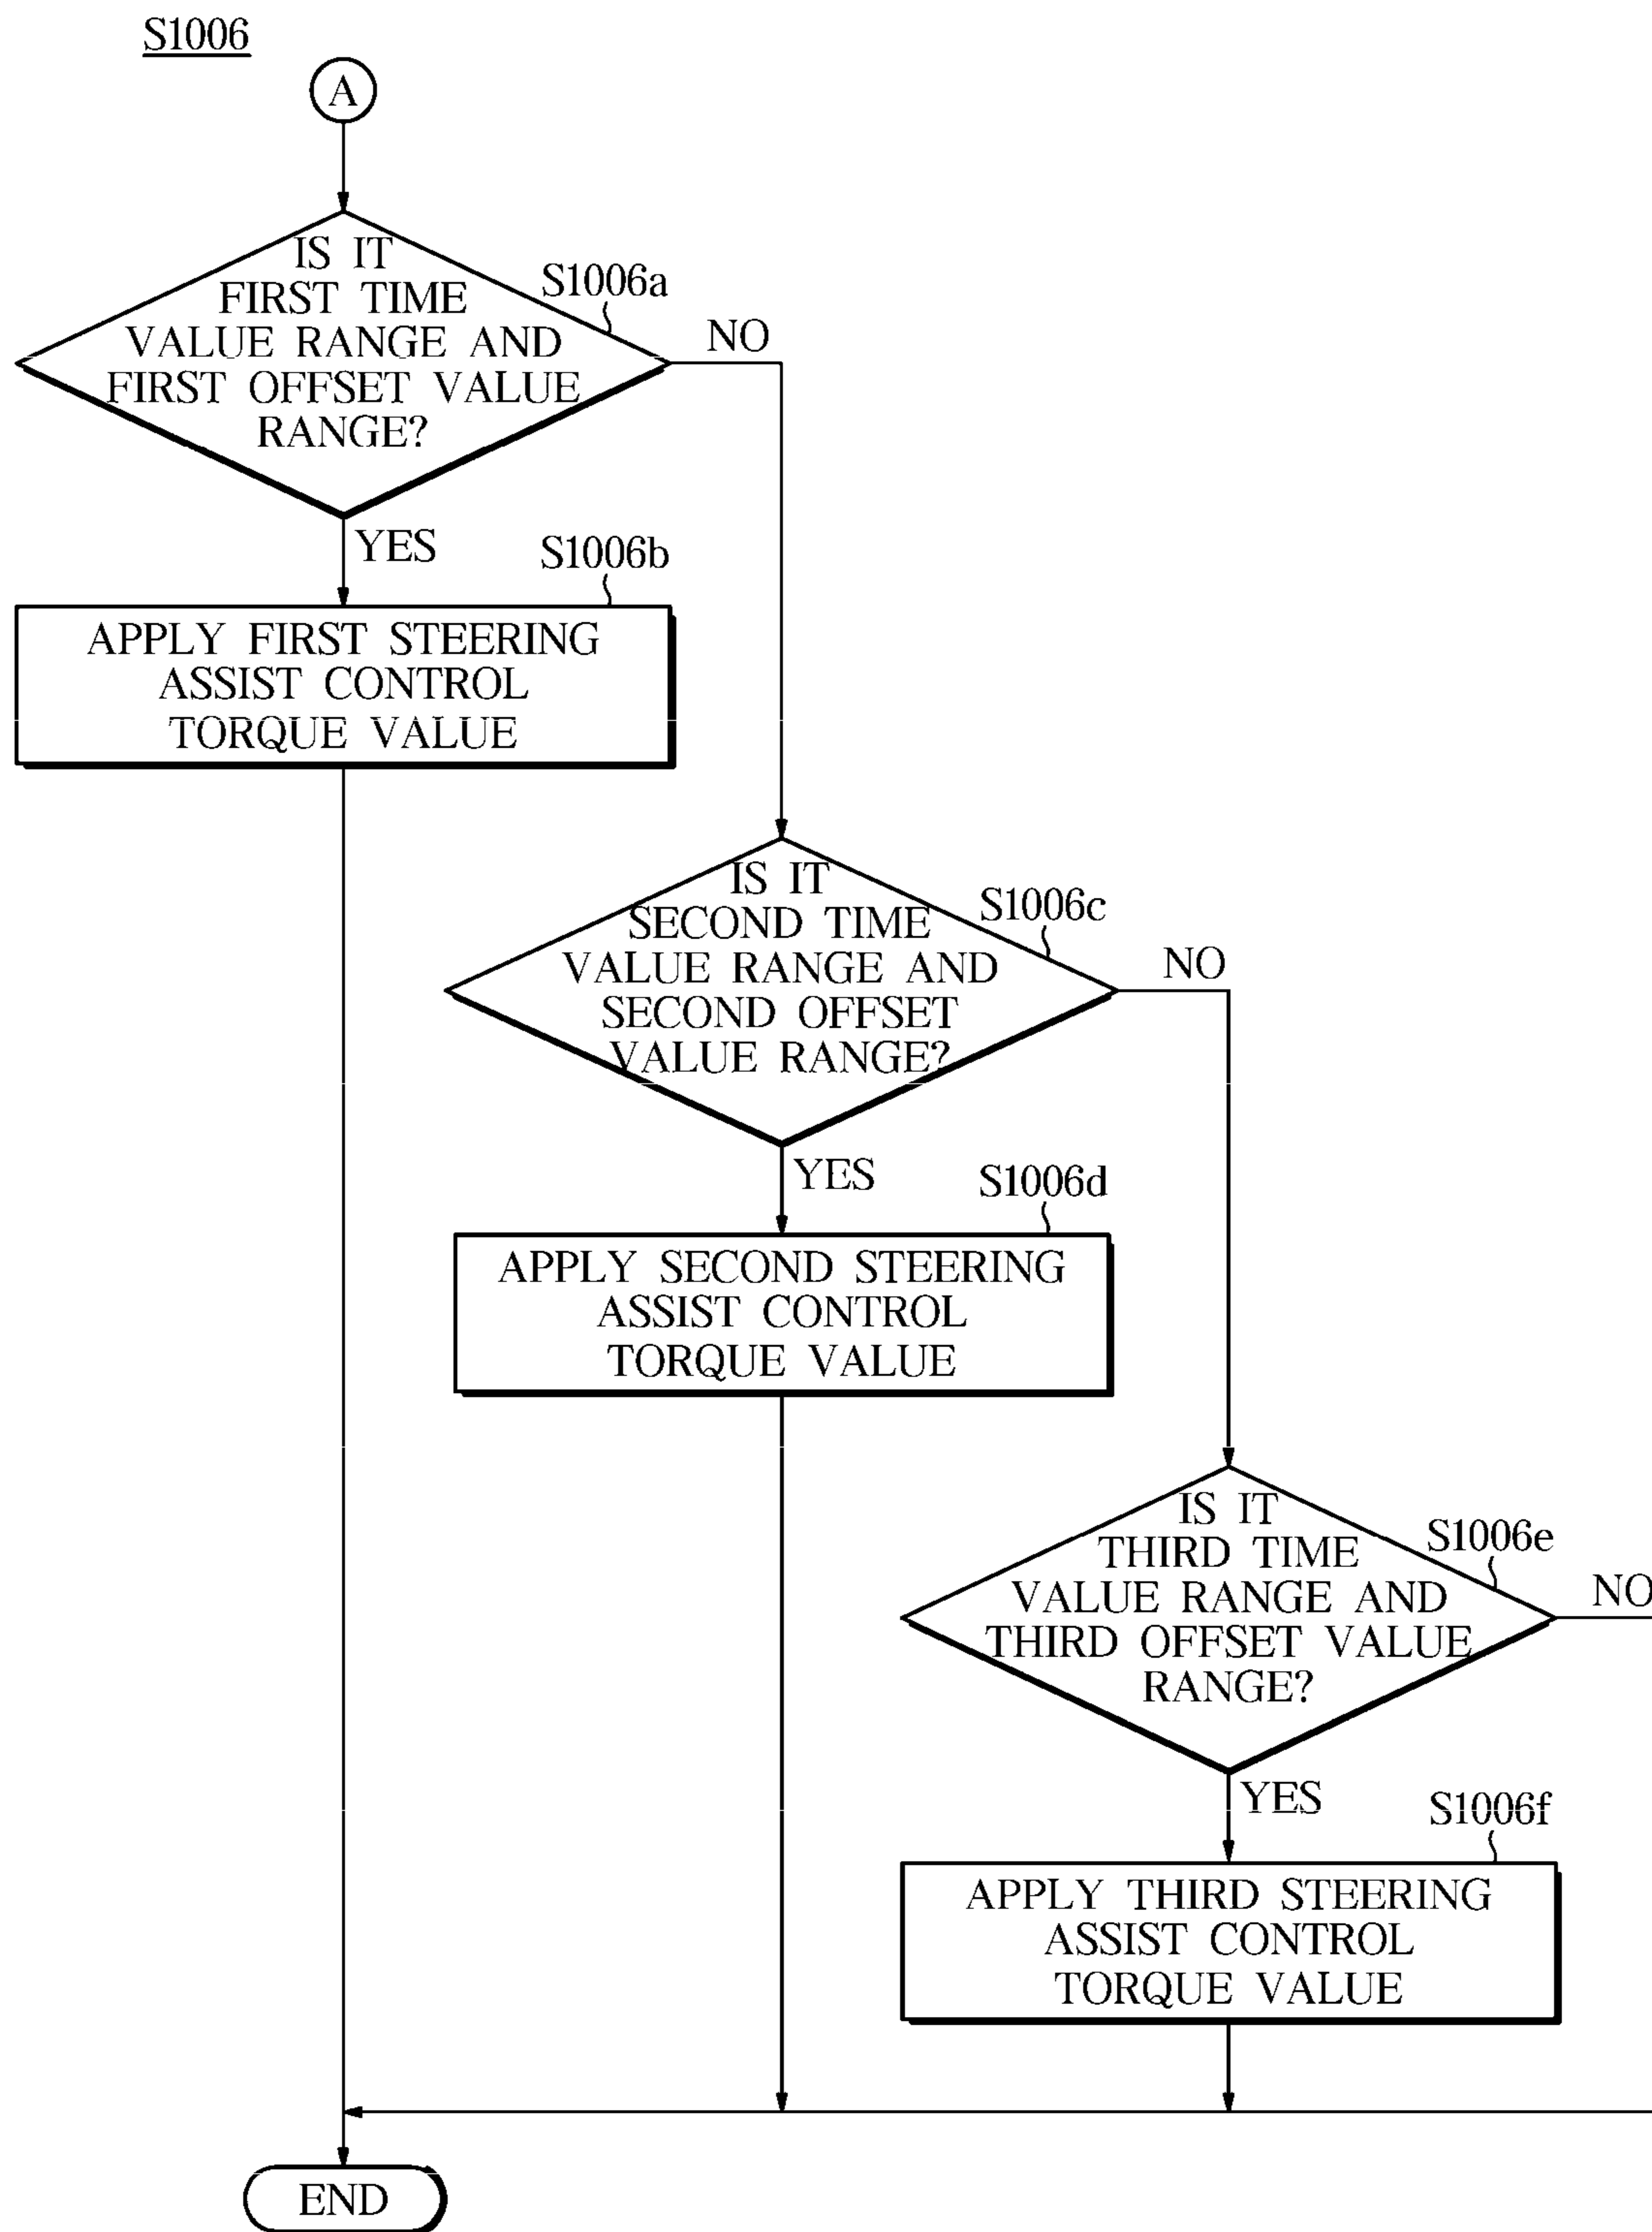 S1006
A
IS IT
FIRST TIME
VALUE RANGE AND
FIRST OFFSET VALUE
RANGE?
S1006a
NO
YES
S1006b
APPLY FIRST STEERING
ASSIST CONTROL
TORQUE VALUE
IS IT
SECOND TIME
VALUE RANGE AND
SECOND OFFSET
VALUE RANGE?
S1006c
NO
YES
S1006d
APPLY SECOND STEERING
ASSIST CONTROL
TORQUE VALUE
IS IT
THIRD TIME
VALUE RANGE AND
THIRD OFFSET VALUE
RANGE?
S1006e
NO
YES
S1006f
APPLY THIRD STEERING
ASSIST CONTROL
TORQUE VALUE
END